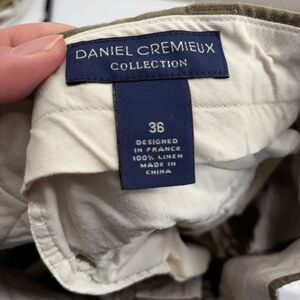 DANIEL CREMIEUX
COLLECTION
36
DESIGNED
IN FRANCE
100% LINEN
MADE IN
CHINA